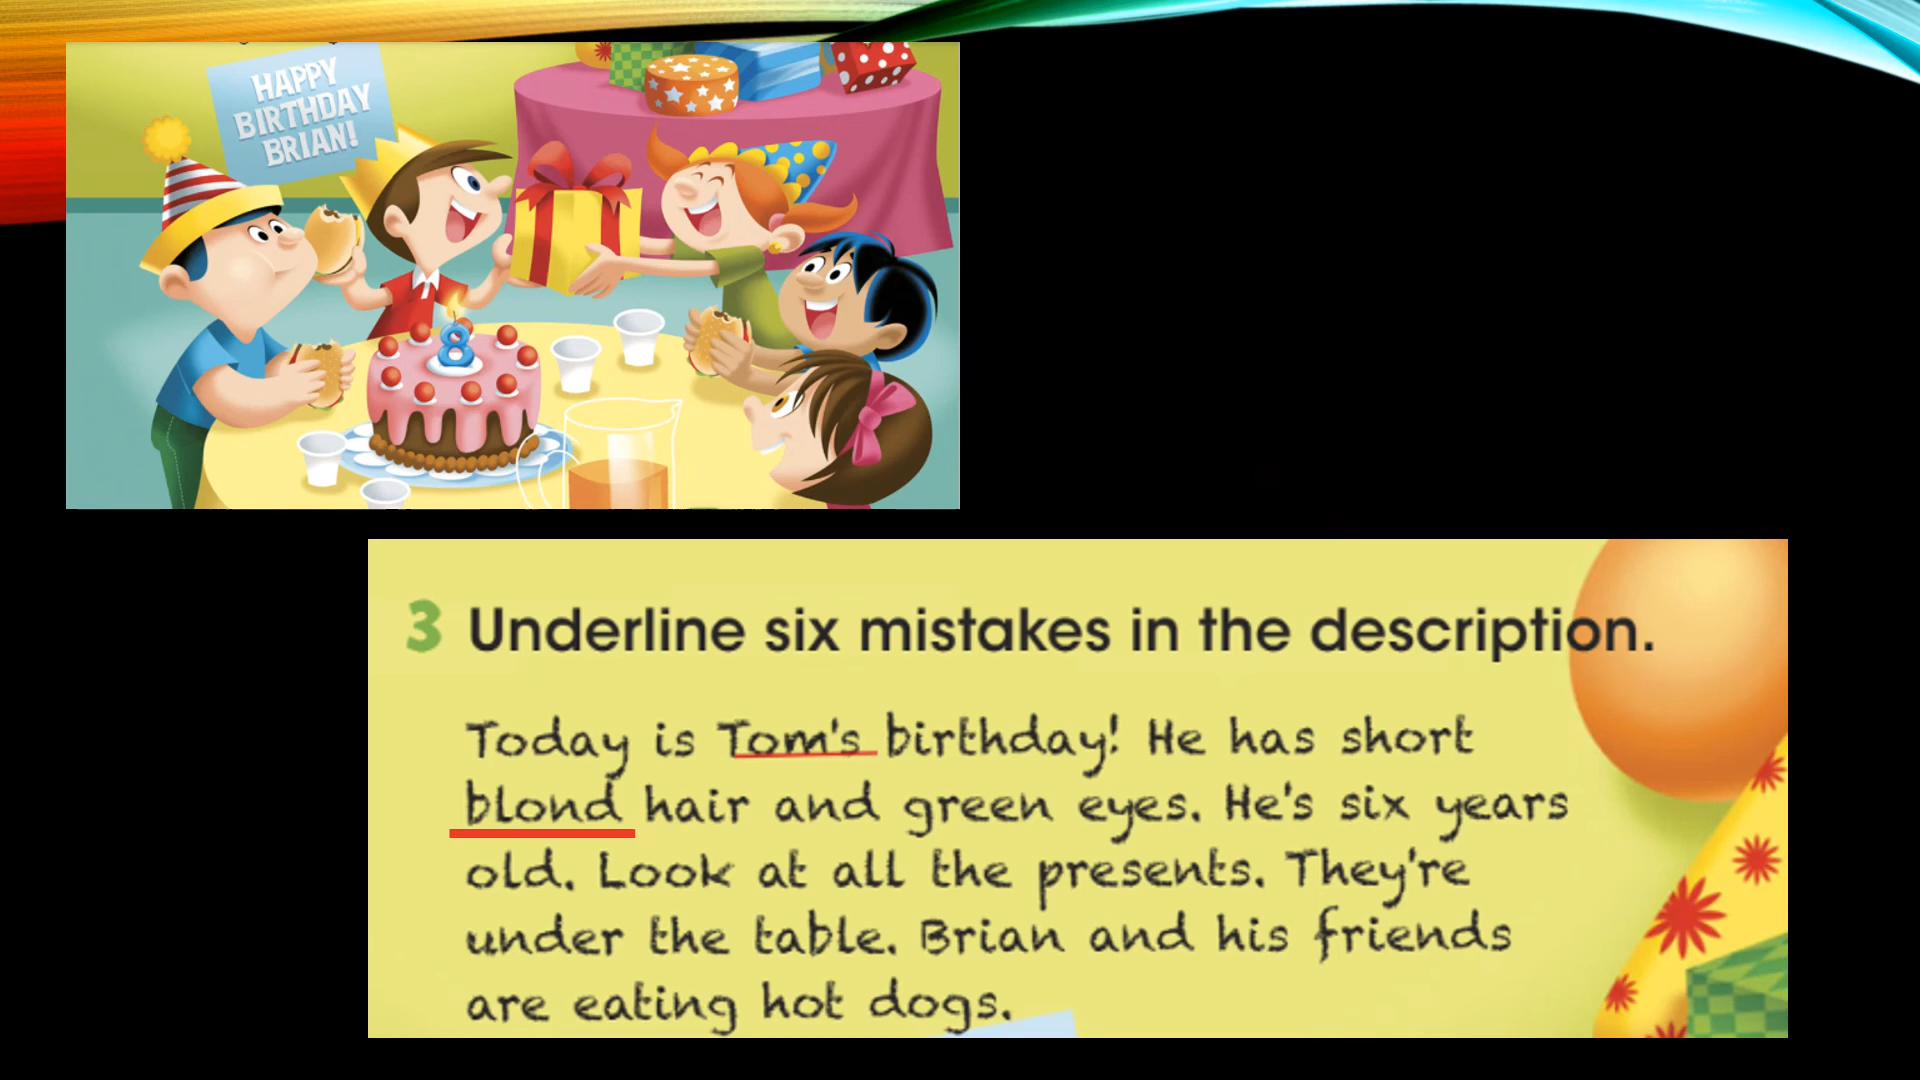 HAPPY
BIRTHDAY
BRIAN!
8
3 Underline six mistakes in the description.
Today is Tom's birthday! He has short
blond hair and green eyes. He's six years
old. Look at all the presents. They're
under the table. Brian and his friends
are eating hot dogs.